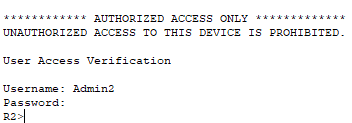 ************ AUTHORIZED ACCESS ONLY *************
UNAUTHORIZED ACCESS TO THIS DEVICE IS PROHIBITED.
User Access Verification
Username: Admin2
Password:
R2>